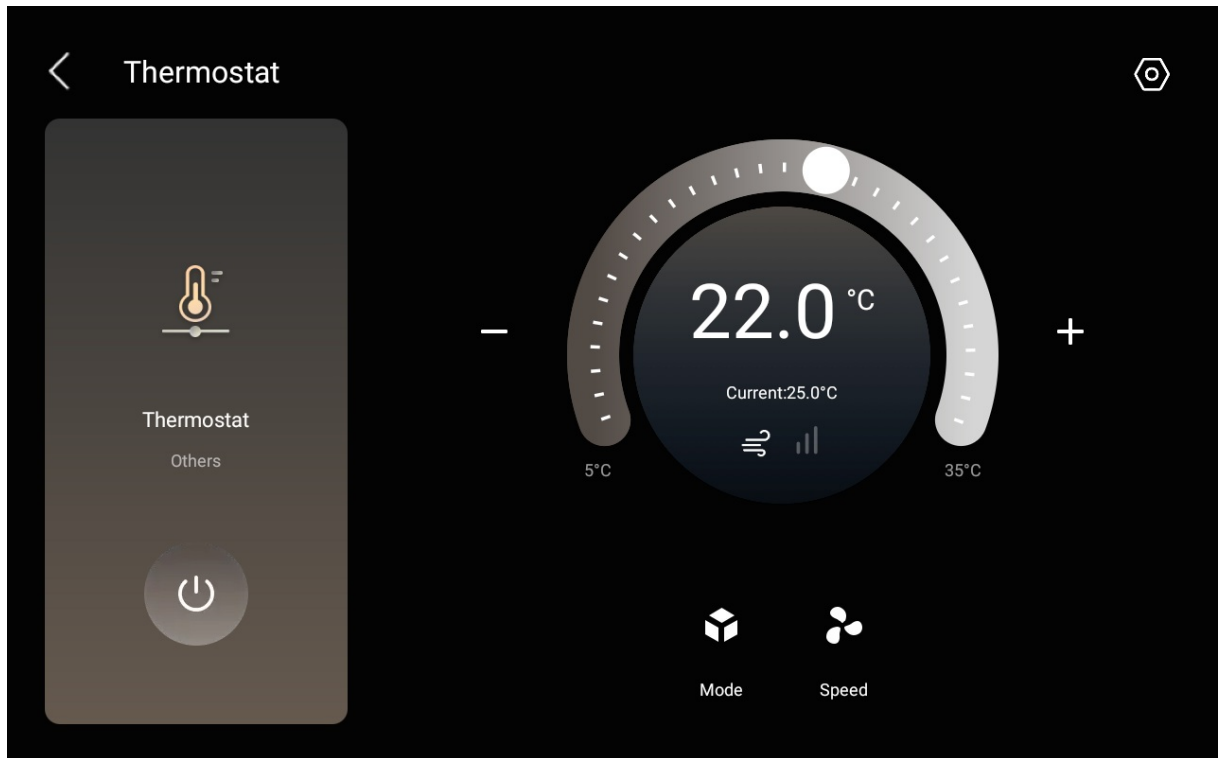 Thermostat
22.0 °C
Current:25.0°C
5°C
35°C
Thermostat
Others
Mode
Speed